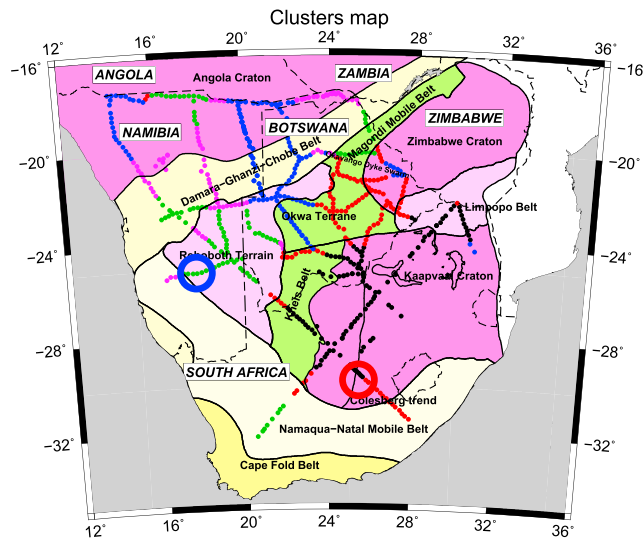 Clusters map
16˚ 20˚ 24˚ 28˚ 32˚ 36˚
−16˚ −16˚
ANGOLA
Angola Craton
ZAMBIA
NAMIBIA
BOTSWANA
Magondi Mobile Belt
ZIMBABWE
Zimbabwe Craton
−20˚ −20˚
Damara−Ghanzi−Chobe Belt
Okavango Dyke Swarm
Okwa Terrane
Limpopo Belt
−24˚ −24˚
Rehoboth Terrain
Kheis Belt
Kaapvaal Craton
−28˚ −28˚
SOUTH AFRICA
Colesberg trend
−32˚ −32˚
Namaqua−Natal Mobile Belt
Cape Fold Belt
12˚ 16˚ 20˚ 24˚ 28˚ 32˚ 36˚